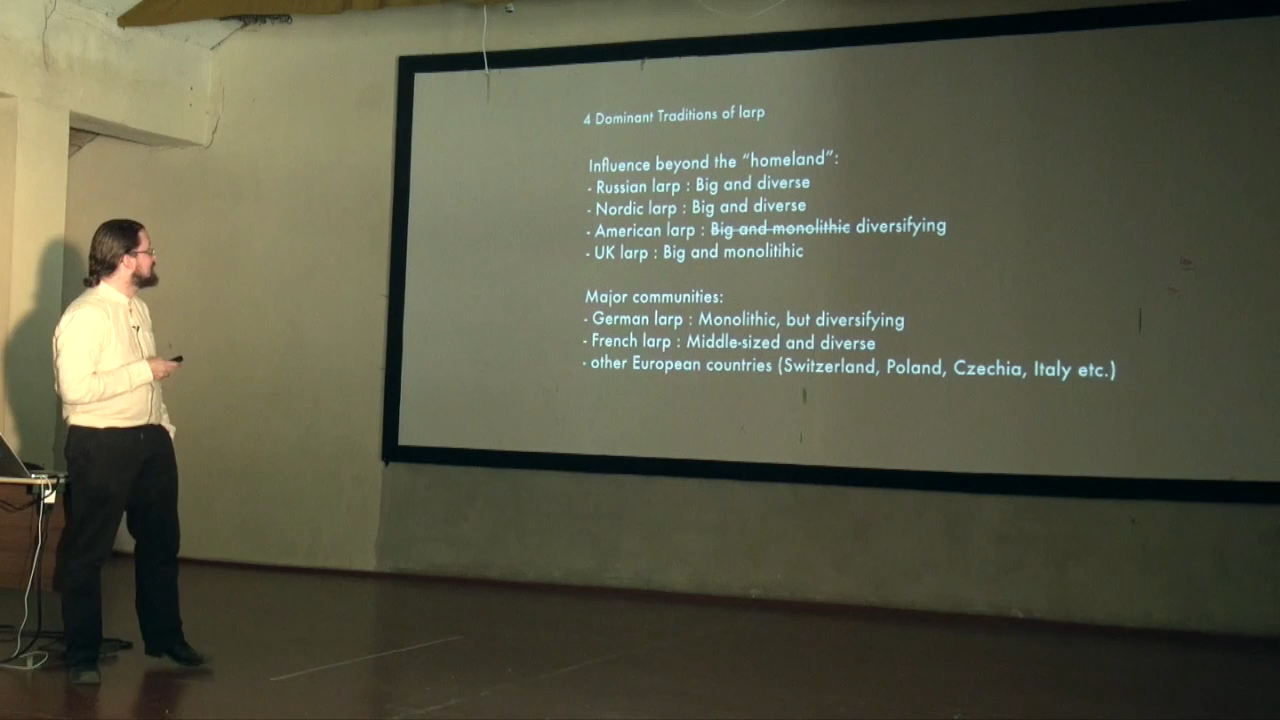 4 Dominant Traditions of larp
Influence beyond the “homeland”:
- Russian larp : Big and diverse
- Nordic larp : Big and diverse
- American larp : Big and monolithic diversifying
- UK larp : Big and monolitihic
Major communities:
- German larp : Monolithic, but diversifying
- French larp : Middle-sized and diverse
- other European countries (Switzerland, Poland, Czechia, Italy etc.)